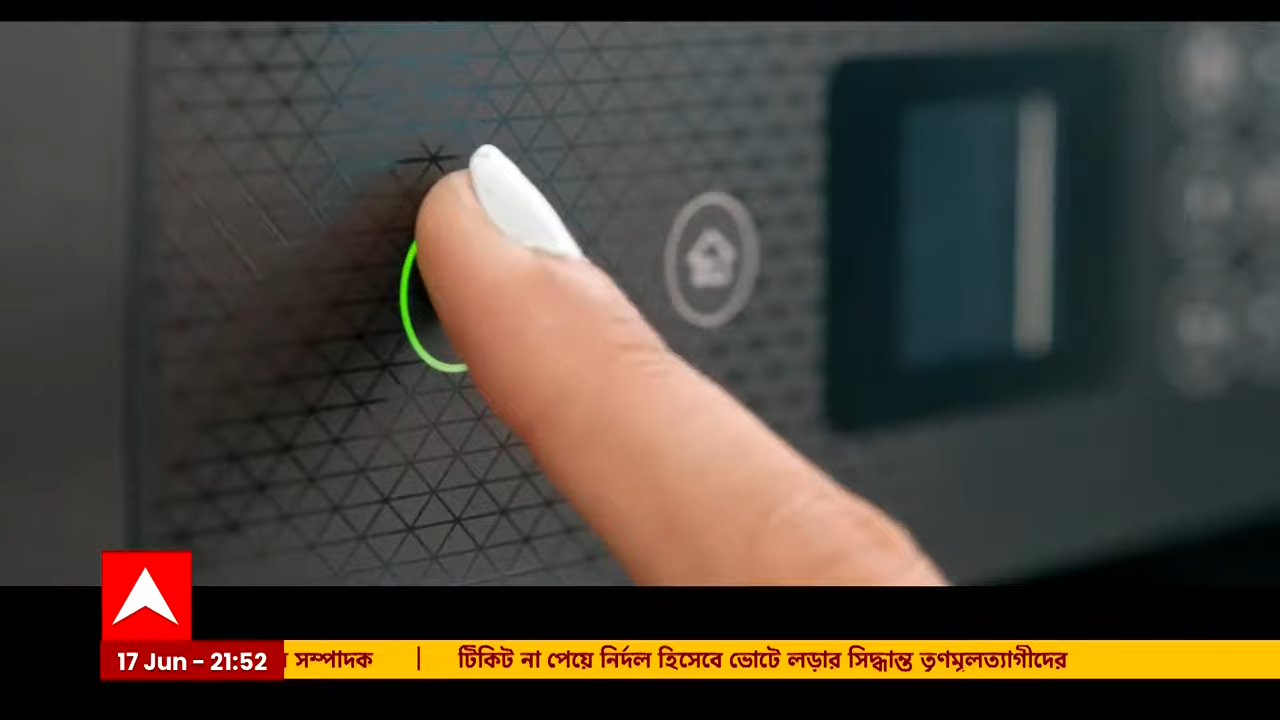 17 Jun - 21:52
সম্পাদক | টিকিট না পেয়ে নির্দল হিসেবে ভোটে লড়ার সিদ্ধান্ত তৃণমূলত্যাগীদের